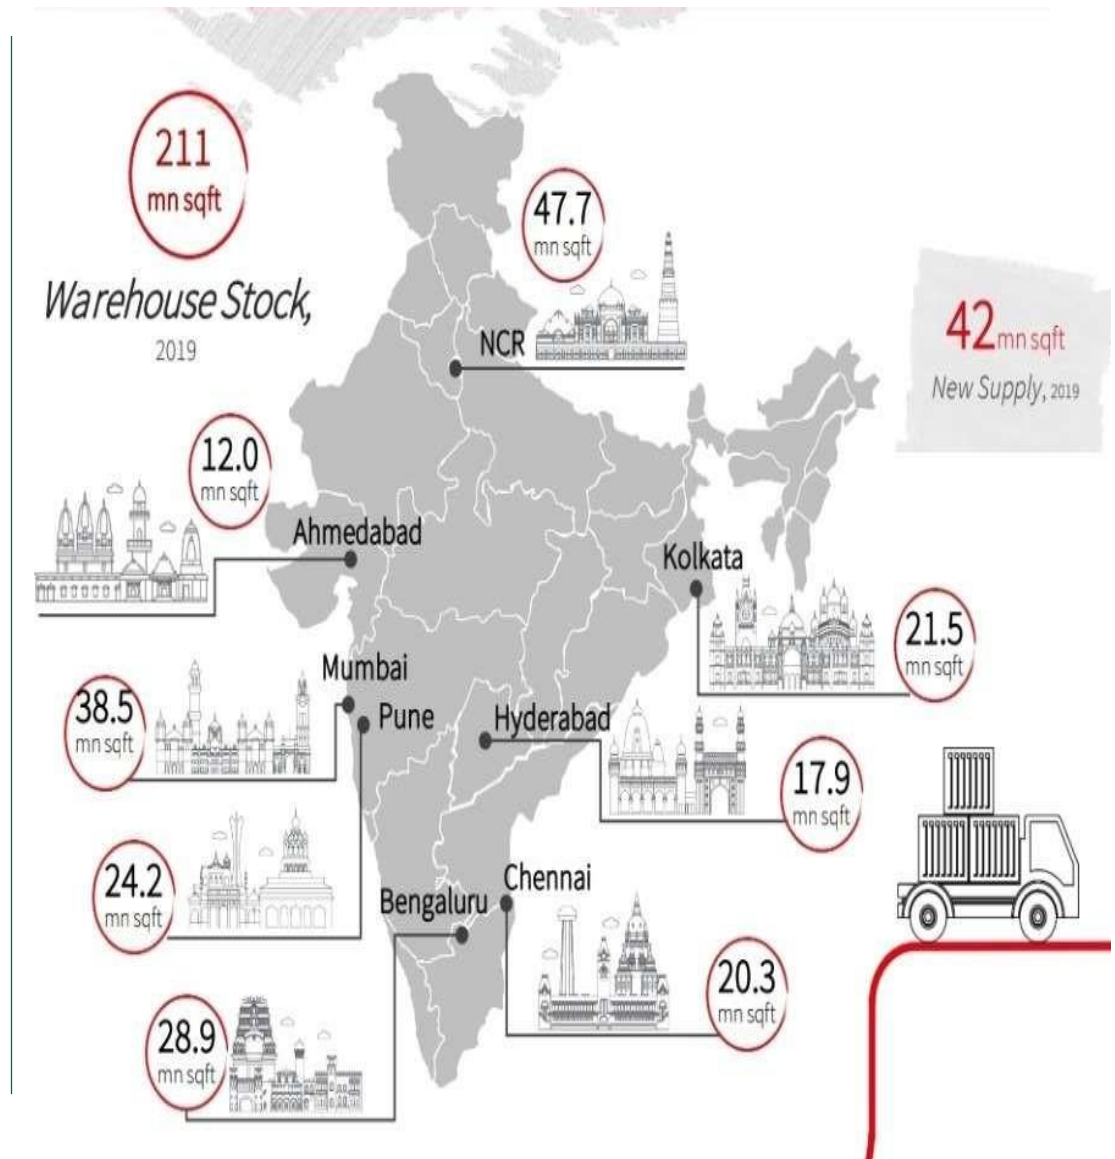 211
mn sqft
Warehouse Stock,
2019
47.7
mn sqft
NCR
42 mn sqft
New Supply, 2019
12.0
mn sqft
Ahmedabad
Kolkata
21.5
mn sqft
Mumbai
38.5
mn sqft
Pune
Hyderabad
17.9
mn sqft
24.2
mn sqft
Chennai
Bengaluru
20.3
mn sqft
28.9
mn sqft